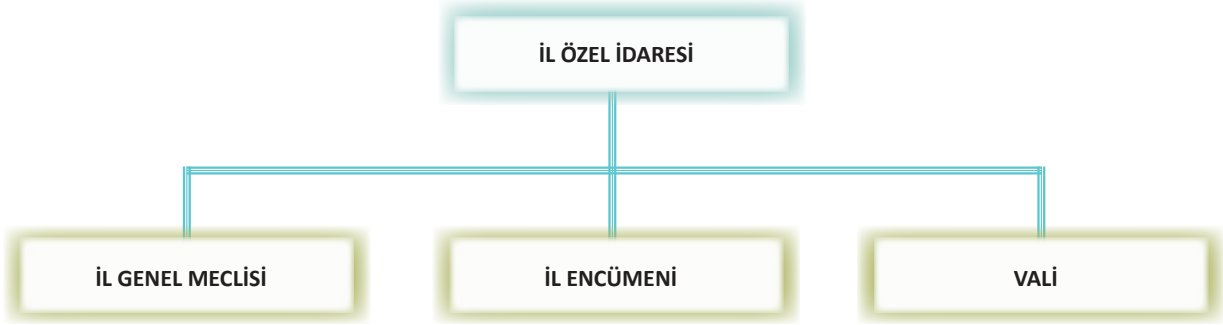 İL ÖZEL İDARESİ
İL GENEL MECLİSİ
İL ENCÜMENİ
VALİ